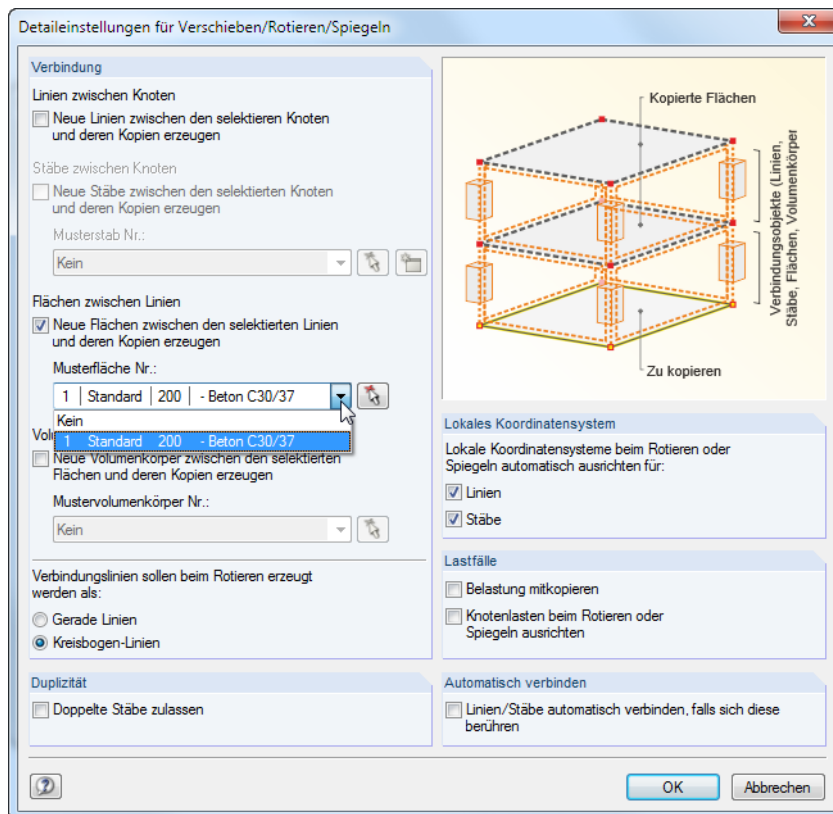 Detaileinstellungen für Verschieben/Rotieren/Spiegeln
Verbindung
Linien zwischen Knoten
Neue Linien zwischen den selektieren Knoten
und deren Kopien erzeugen
Stäbe zwischen Knoten
Neue Stäbe zwischen den selektierten Knoten
und deren Kopien erzeugen
Musterstab Nr.:
Kein
Flächen zwischen Linien
Neue Flächen zwischen den selektierten Linien
und deren Kopien erzeugen
Musterfläche Nr.:
1 | Standard | 200 | - Beton C30/37
Kein
1 Standard 200 - Beton C30/37
Neue Volumenkörper zwischen den selektierten
Flächen und deren Kopien erzeugen
Mustervolumenkörper Nr.:
Kein
Verbindungslinien sollen beim Rotieren erzeugt
werden als:
Gerade Linien
Kreisbogen-Linien
Duplizität
Doppelte Stäbe zulassen
Kopierte Flächen
Verbindungsobjekte (Linien,
Stäbe, Flächen, Volumenkörper
Zu kopieren
Lokales Koordinatensystem
Lokale Koordinatensysteme beim Rotieren oder
Spiegeln automatisch ausrichten für:
Linien
Stäbe
Lastfälle
Belastung mitkopieren
Knotenlasten beim Rotieren oder
Spiegeln ausrichten
Automatisch verbinden
Linien/Stäbe automatisch verbinden, falls sich diese
berühren
OK
Abbrechen